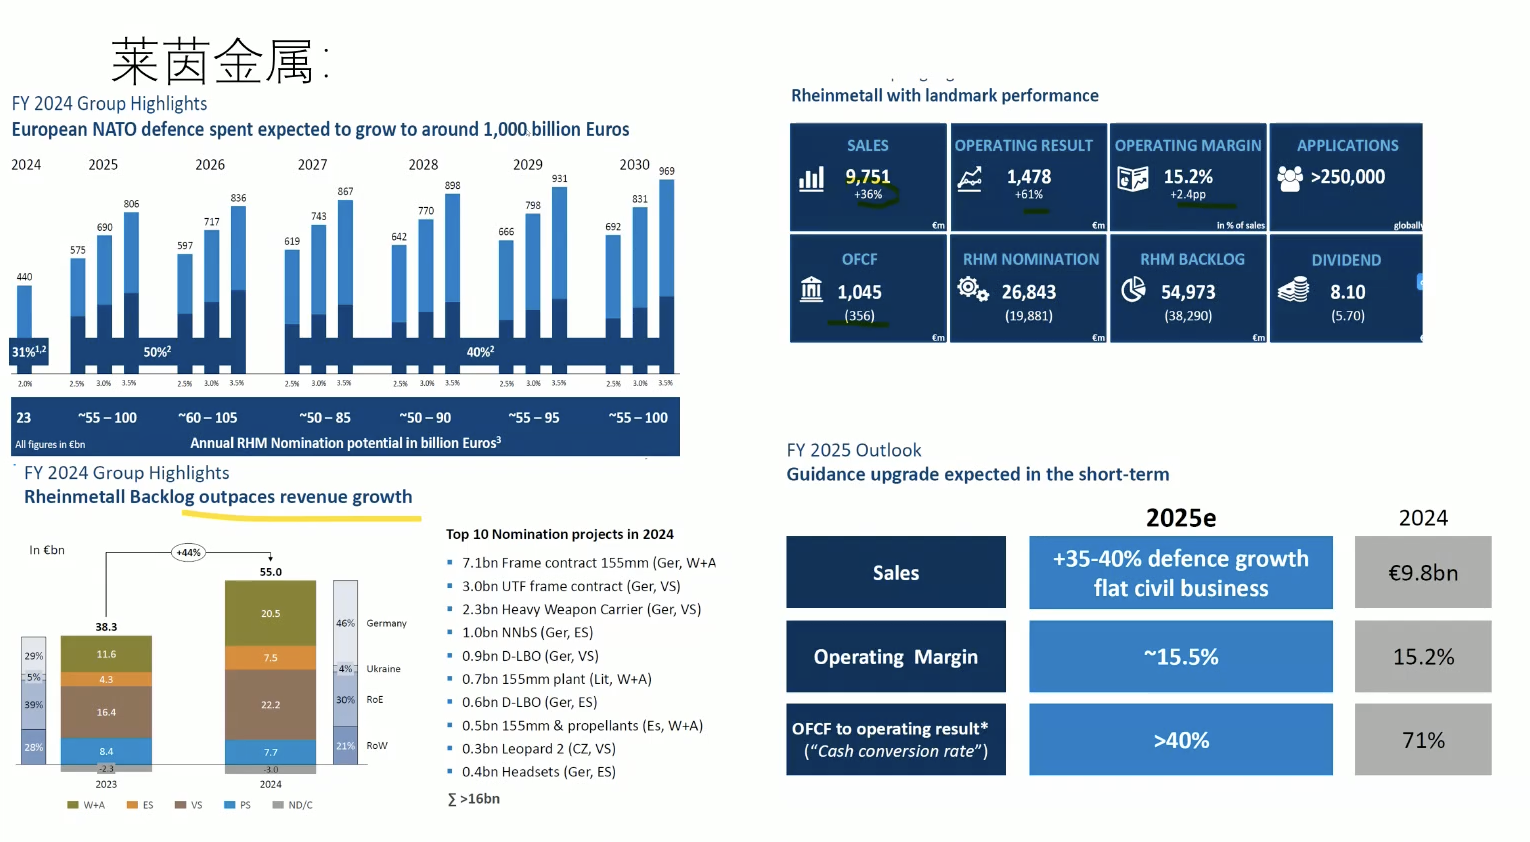 莱茵金属：
FY 2024 Group Highlights
European NATO defence spent expected to grow to around 1,000 billion Euros
2024 2025 2026 2027 2028 2029 2030
440 575 690 806 597 717 836 619 743 867 642 770 898 666 798 931 692 831 969
31%1,2 50%2 40%2
2.0% 2.5% 3.0% 3.5% 2.5% 3.0% 3.5% 2.5% 3.0% 3.5% 2.5% 3.0% 3.5% 2.5% 3.0% 3.5% 2.5% 3.0% 3.5%
23 ~55 – 100 ~60 – 105 ~50 – 85 ~50 – 90 ~55 – 95 ~55 – 100
All figures in €bn Annual RHM Nomination potential in billion Euros3
Rheinmetall with landmark performance
SALES OPERATING RESULT OPERATING MARGIN APPLICATIONS
9,751 1,478 15.2% >250,000
+36% +61% +2.4pp
€m €m in % of sales globally
OFCF RHM NOMINATION RHM BACKLOG DIVIDEND
1,045 26,843 54,973 8.10
(356) (19,881) (38,290) (5.70)
€m €m €m
FY 2024 Group Highlights
Rheinmetall Backlog outpaces revenue growth
In €bn
+44%
38.3 55.0
29% 11.6 20.5 46% Germany
5% 4.3 7.5 4% Ukraine
39% 16.4 22.2 30% RoE
28% 8.4 7.7 21% RoW
-2.3 -3.0
2023 2024
W+A ES VS PS ND/C
Top 10 Nomination projects in 2024
7.1bn Frame contract 155mm (Ger, W+A
3.0bn UTF frame contract (Ger, VS)
2.3bn Heavy Weapon Carrier (Ger, VS)
1.0bn NNbS (Ger, ES)
0.9bn D-LBO (Ger, VS)
0.7bn 155mm plant (Lit, W+A)
0.6bn D-LBO (Ger, ES)
0.5bn 155mm & propellants (Es, W+A)
0.3bn Leopard 2 (CZ, VS)
0.4bn Headsets (Ger, ES)
∑ >16bn
FY 2025 Outlook
Guidance upgrade expected in the short-term
2025e 2024
Sales +35-40% defence growth €9.8bn
flat civil business
Operating Margin ~15.5% 15.2%
OFCF to operating result* >40% 71%
(“Cash conversion rate”)